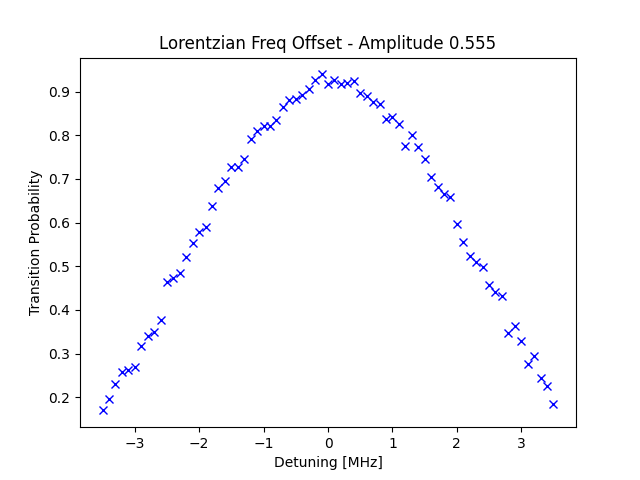 Lorentzian Freq Offset - Amplitude 0.555
Transition Probability
0.9
0.8
0.7
0.6
0.5
0.4
0.3
0.2
−3 −2 −1 0 1 2 3
Detuning [MHz]